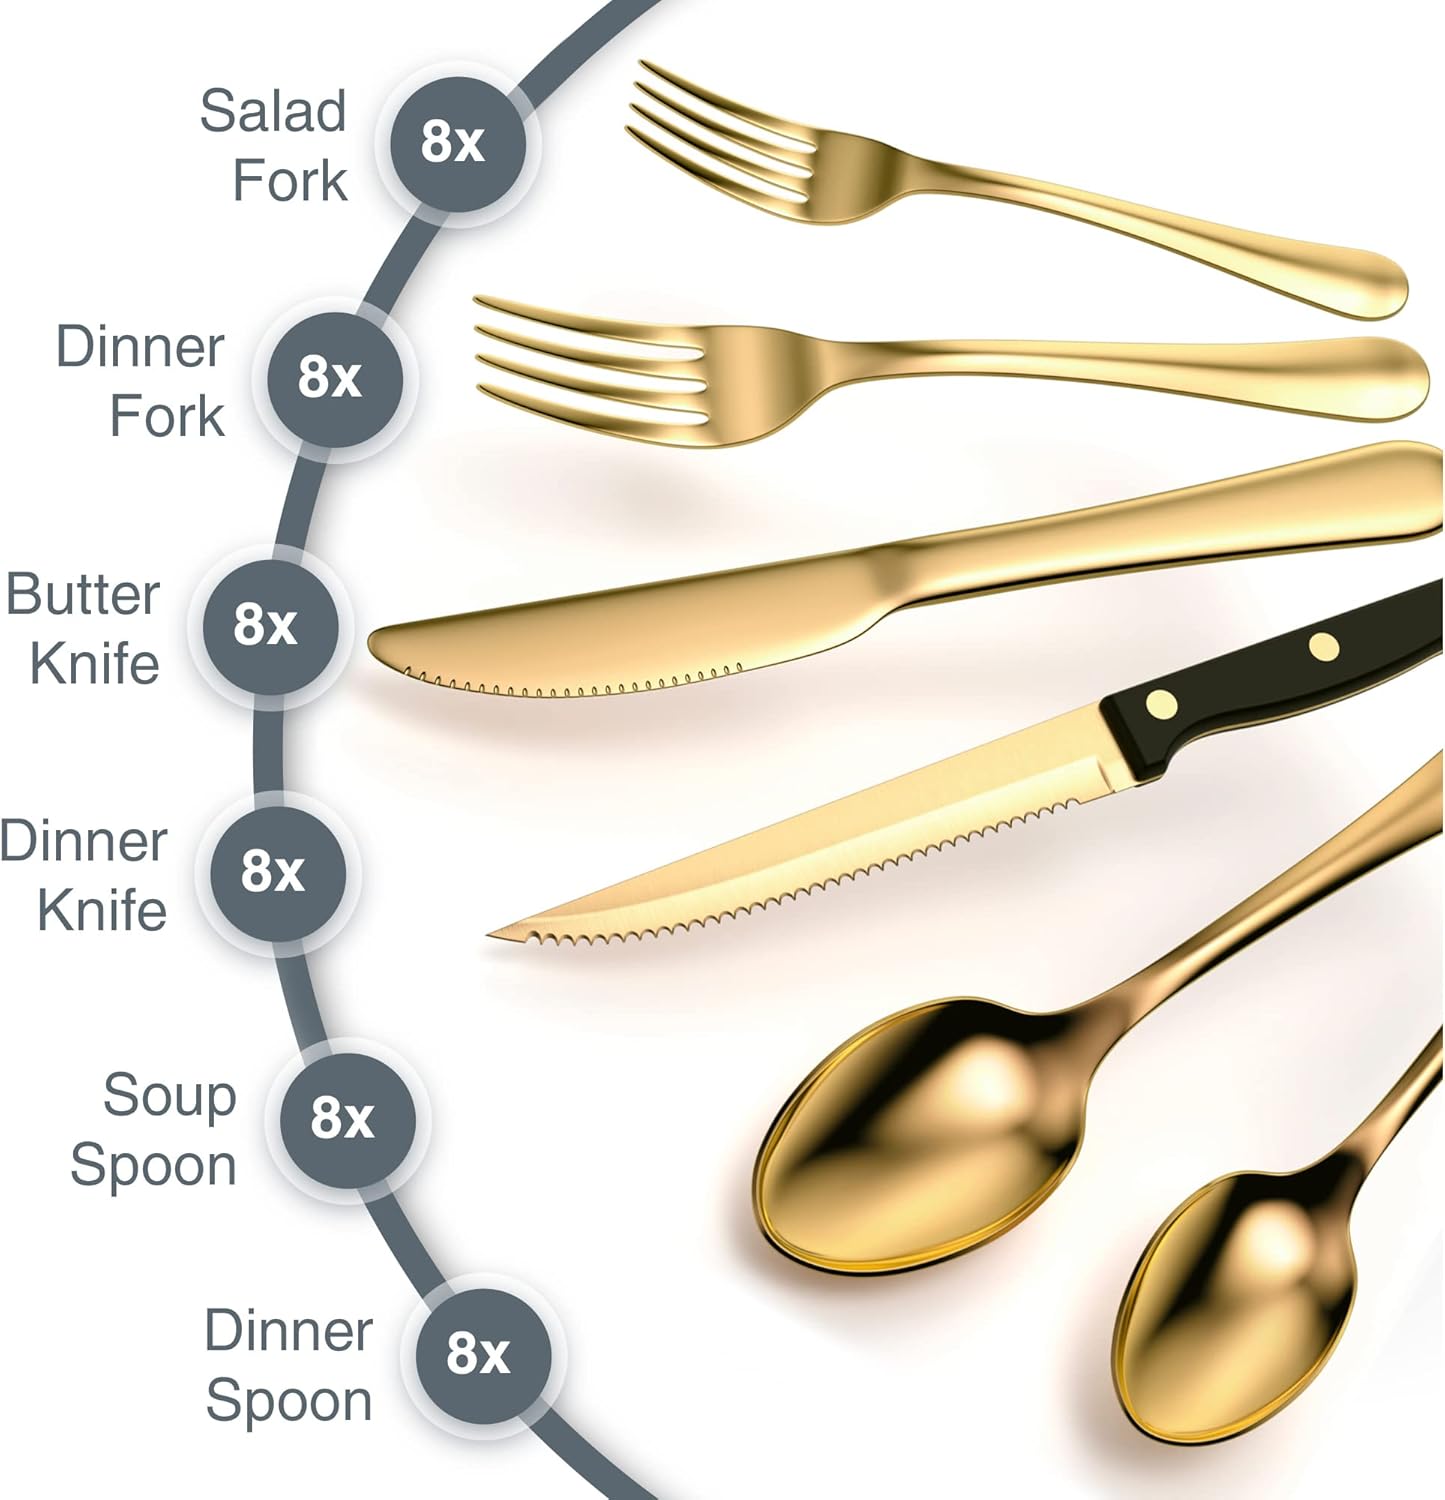 Salad
Fork
8x
Dinner
Fork
8x
Butter
Knife
8x
Dinner
Knife
8x
Soup
Spoon
8x
Dinner
Spoon
8x